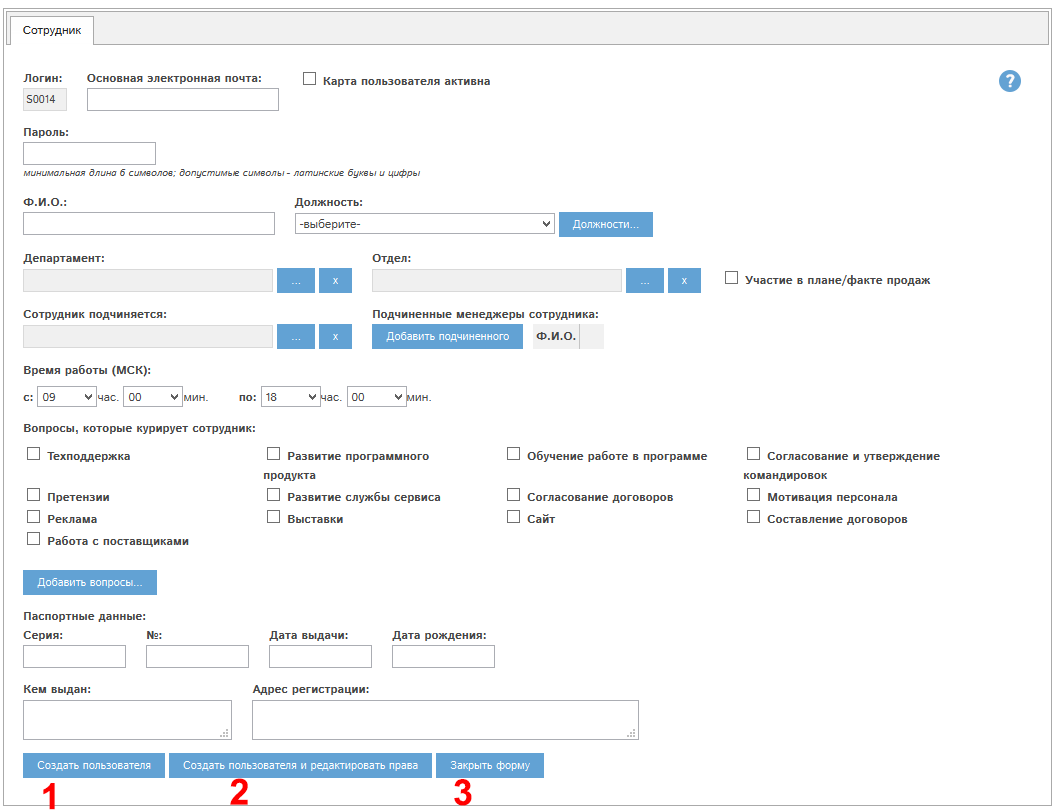 Сотрудник
Логин: Основная электронная почта: Карта пользователя активна
S0014
?
Пароль:
минимальная длина 6 символов; допустимые символы - латинские буквы и цифры
Ф.И.О.: Должность:
-выберите- Должности...
Департамент: Отдел:
... x ... x Участие в плане/факте продаж
Сотрудник подчиняется: Подчиненные менеджеры сотрудника:
... x Добавить подчиненного Ф.И.О.
Время работы (МСК):
с: 09 час. 00 мин. по: 18 час. 00 мин.
Вопросы, которые курирует сотрудник:
Техподдержка Развитие программного Обучение работе в программе Согласование и утверждение
продукта командировок
Претензии Развитие службы сервиса Согласование договоров Мотивация персонала
Реклама Выставки Сайт Составление договоров
Работа с поставщиками
Добавить вопросы...
Паспортные данные:
Серия: №: Дата выдачи: Дата рождения:
Кем выдан: Адрес регистрации:
Создать пользователя Создать пользователя и редактировать права Закрыть форму
1 2 3